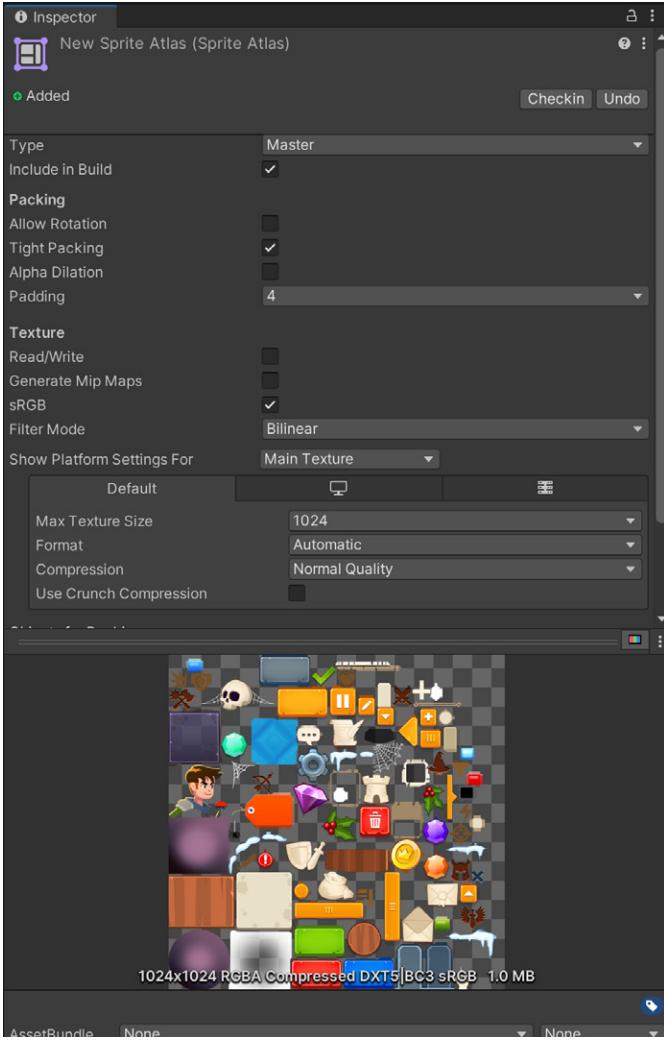 Inspector
New Sprite Atlas (Sprite Atlas)
Added
Checkin Undo
Type Master
Include in Build
Packing
Allow Rotation
Tight Packing
Alpha Dilation
Padding 4
Texture
Read/Write
Generate Mip Maps
sRGB
Filter Mode Bilinear
Show Platform Settings For Main Texture
Default
Max Texture Size 1024
Format Automatic
Compression Normal Quality
Use Crunch Compression
1024x1024 RGBA Compressed DXT5|BC3 sRGB 1.0 MB
AssetBundle None None